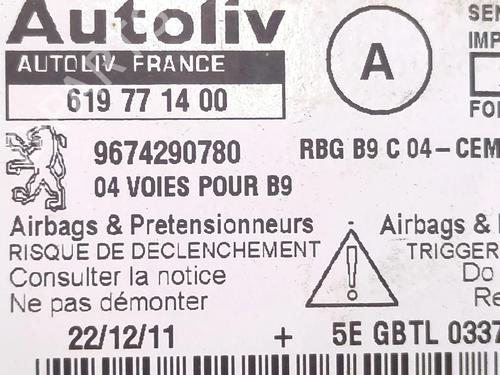 Autoliv
AUTOLIV FRANCE
619 77 14 00
A
SEN
IMP
FOI
9674290780
RBG B9 C 04-CEM
04 VOIES POUR B9
Airbags & Pretensionneurs
Airbags &
RISQUE DE DECLENCHEMENT
TRIGGER
Consulter la notice
Do
Ne pas démonter
Re
22/12/11
+
5E GBTL 0337